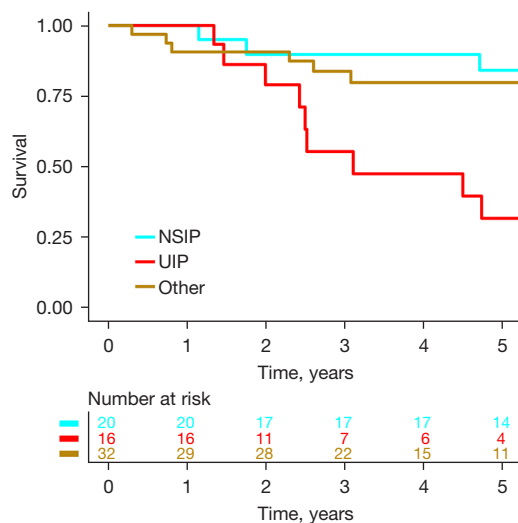 1.00
0.75
0.50
0.25
0.00
Survival
NSIP
UIP
Other
0 1 2 3 4 5
Time, years
Number at risk
20 20 17 17 17 14
16 16 11 7 6 4
32 29 28 22 15 11
0 1 2 3 4 5
Time, years